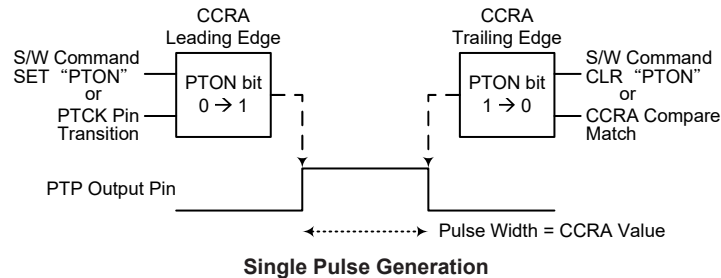 CCRA
Leading Edge
S/W Command
SET “PTON”
or
PTCK Pin
Transition
PTON bit
0 → 1
CCRA
Trailing Edge
PTON bit
1 → 0
S/W Command
CLR “PTON”
or
CCRA Compare
Match
PTP Output Pin
Pulse Width = CCRA Value
Single Pulse Generation